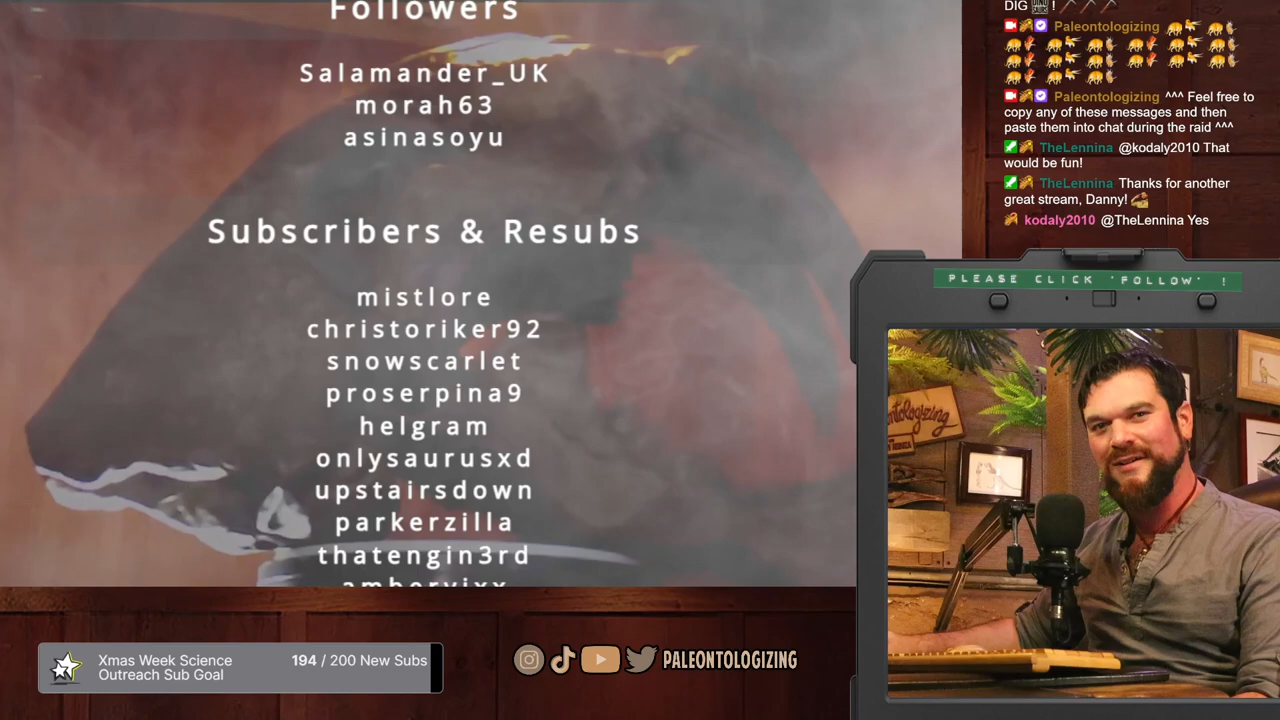 Followers
Salamander_UK
morah63
asinasoyu
Subscribers & Resubs
mistlore
christoriker92
snowscarlet
proserpina9
helgram
onlysaurusxd
upstairsdown
parkerzilla
thatengin3rd
ambervixx
Xmas Week Science
Outreach Sub Goal
194 / 200 New Subs
PALEONTOLOGIZING
DIG !
Paleontologizing
Paleontologizing ^^^ Feel free to
copy any of these messages and then
paste them into chat during the raid ^^^
TheLennina @kodaly2010 That
would be fun!
TheLennina Thanks for another
great stream, Danny!
kodaly2010 @TheLennina Yes
PLEASE CLICK "FOLLOW" !
ontologizing